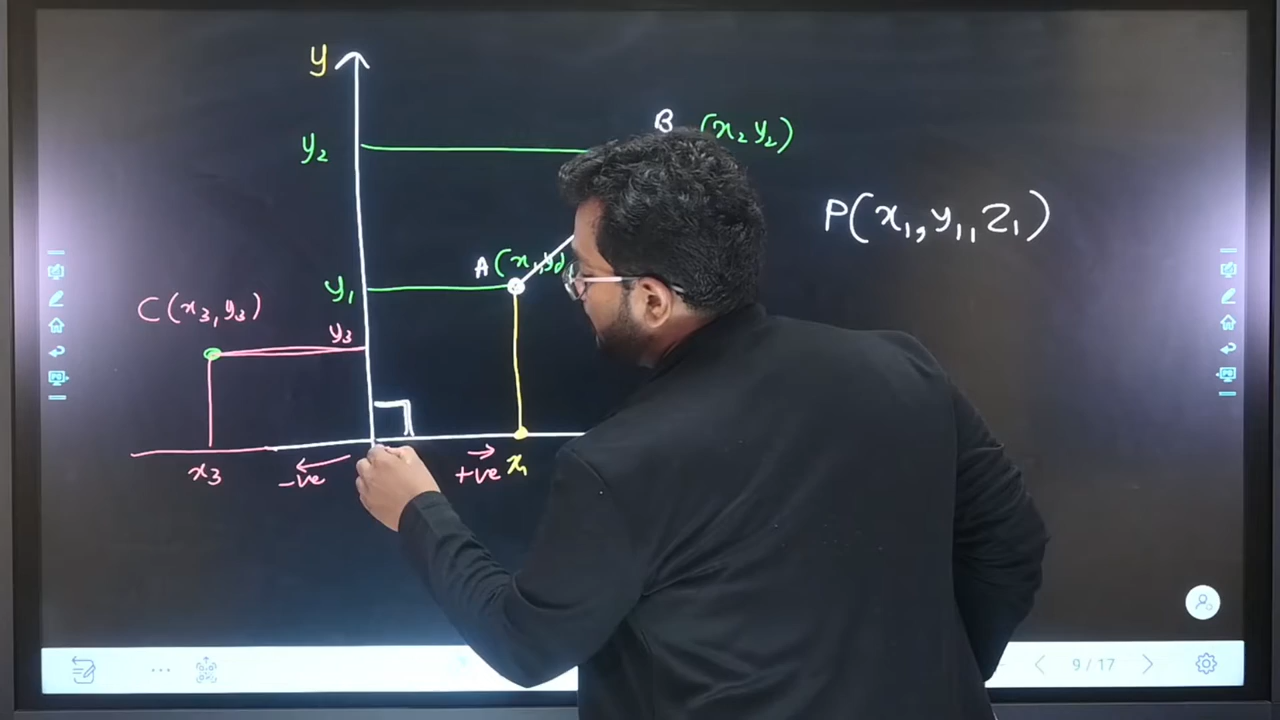 y
B (x₂ y₂)
y₂
P(x₁, y₁, z₁)
A (x₁, y₁)
y₁
C (x₃, y₃)
y₃
x₃
-ve
+ve x₁
9 / 17